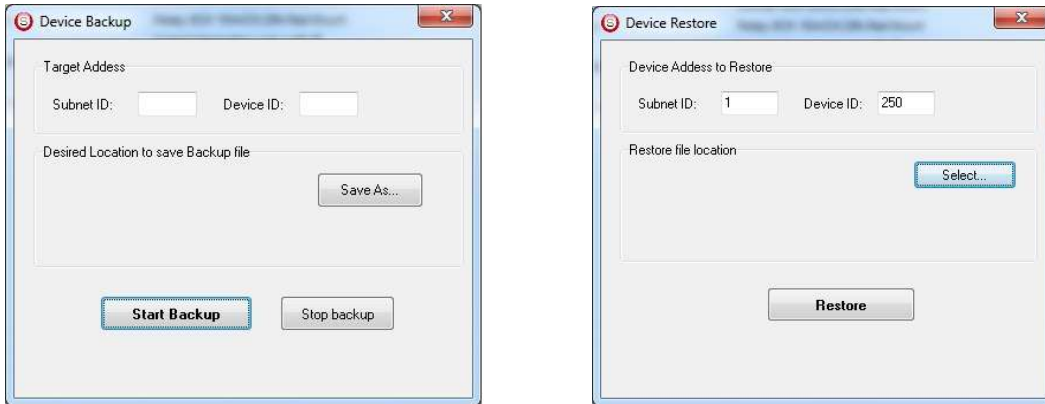 Device Backup
Target Addess
Subnet ID:
Device ID:
Desired Location to save Backup file
Save As...
Start Backup
Stop backup
Device Restore
Device Addess to Restore
Subnet ID: 1
Device ID: 250
Restore file location
Select...
Restore